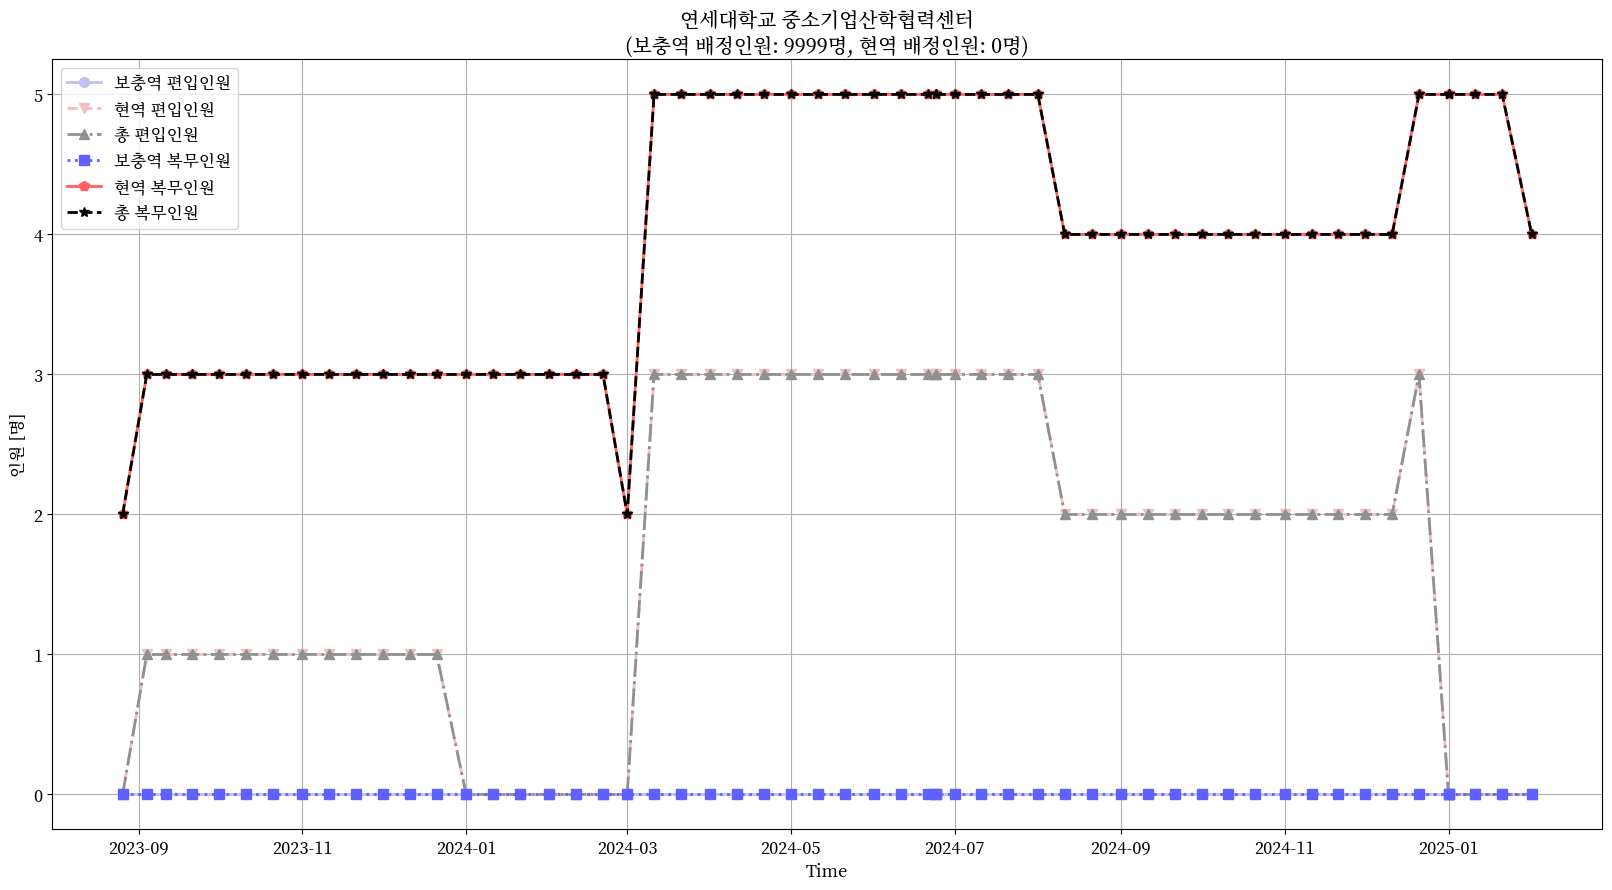 연세대학교 중소기업산학협력센터
(보충역 배정인원: 9999명, 현역 배정인원: 0명)
보충역 편입인원
현역 편입인원
총 편입인원
보충역 복무인원
현역 복무인원
총 복무인원
5
4
3
2
1
0
인원 [명]
2023-09 2023-11 2024-01 2024-03 2024-05 2024-07 2024-09 2024-11 2025-01
Time